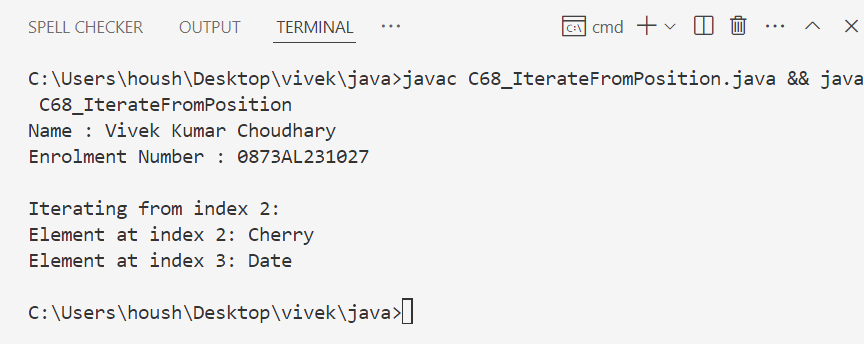 SPELL CHECKER OUTPUT TERMINAL ··· cmd ···
C:\Users\housh\Desktop\vivek\java>javac C68_IterateFromPosition.java && java
C68_IterateFromPosition
Name : Vivek Kumar Choudhary
Enrolment Number : 0873AL231027
Iterating from index 2:
Element at index 2: Cherry
Element at index 3: Date
C:\Users\housh\Desktop\vivek\java>